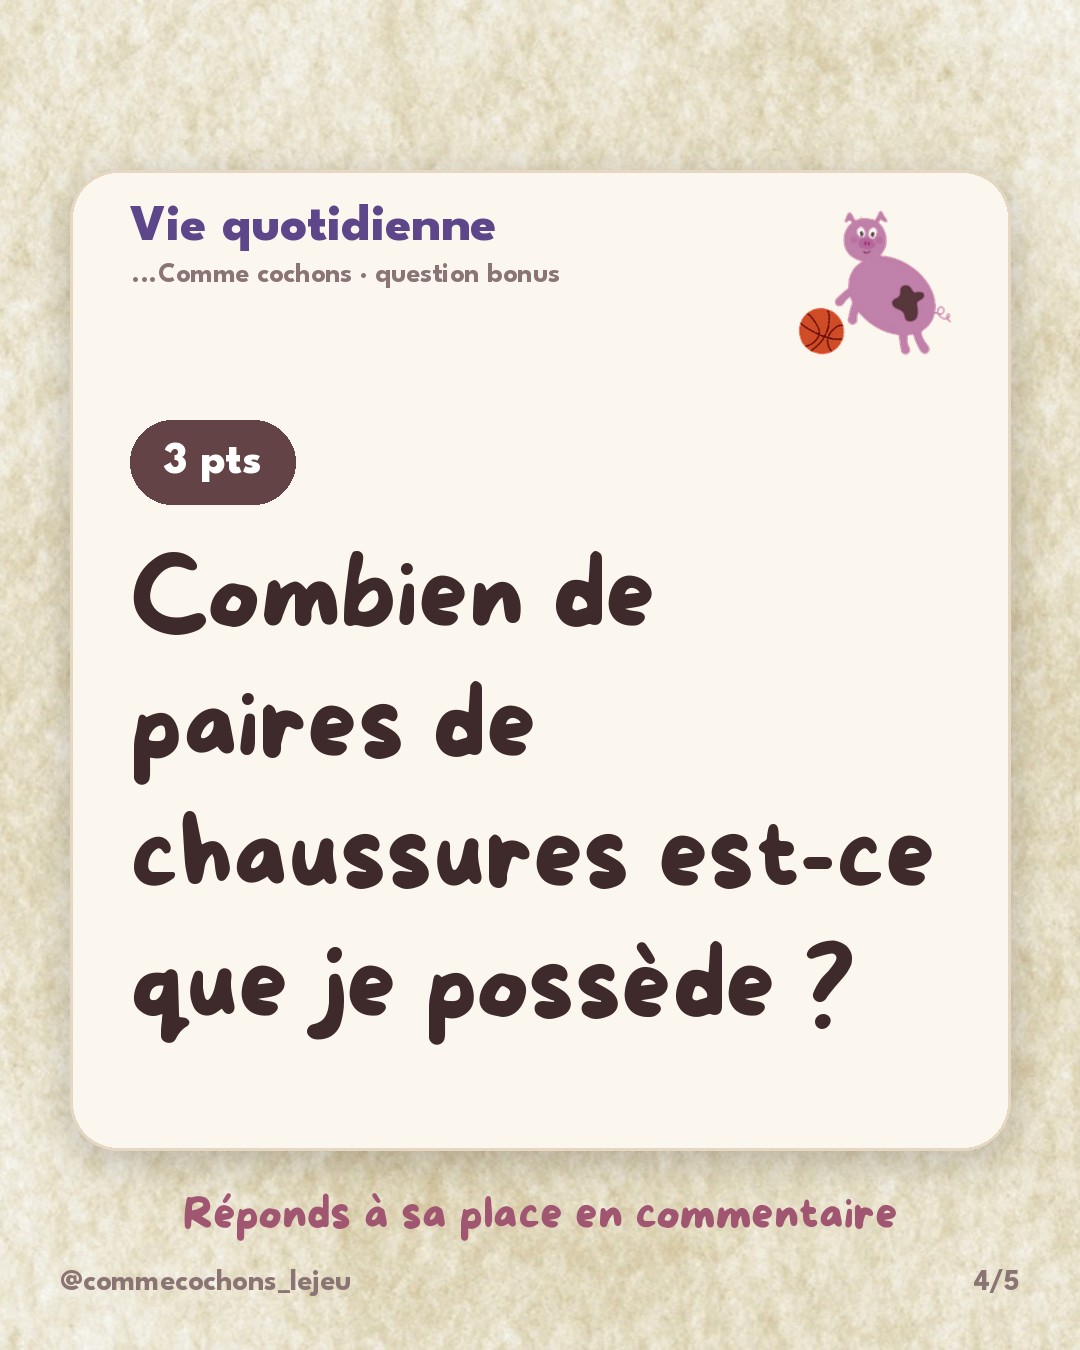 Vie quotidienne
...Comme cochons · question bonus
3 pts
Combien de
paires de
chaussures est-ce
que je possède ?
Réponds à sa place en commentaire
@commecochons_lejeu
4/5